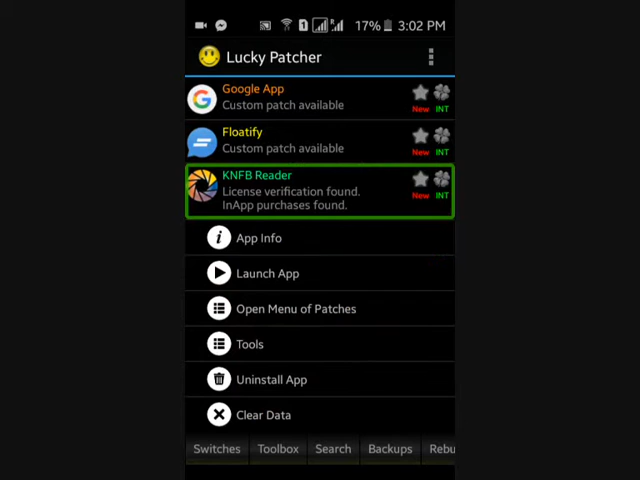 17% 3:02 PM
Lucky Patcher
Google App
Custom patch available
New INT
Floatify
Custom patch available
New INT
KNFB Reader
License verification found.
InApp purchases found.
New INT
App Info
Launch App
Open Menu of Patches
Tools
Uninstall App
Clear Data
Switches Toolbox Search Backups Rebu